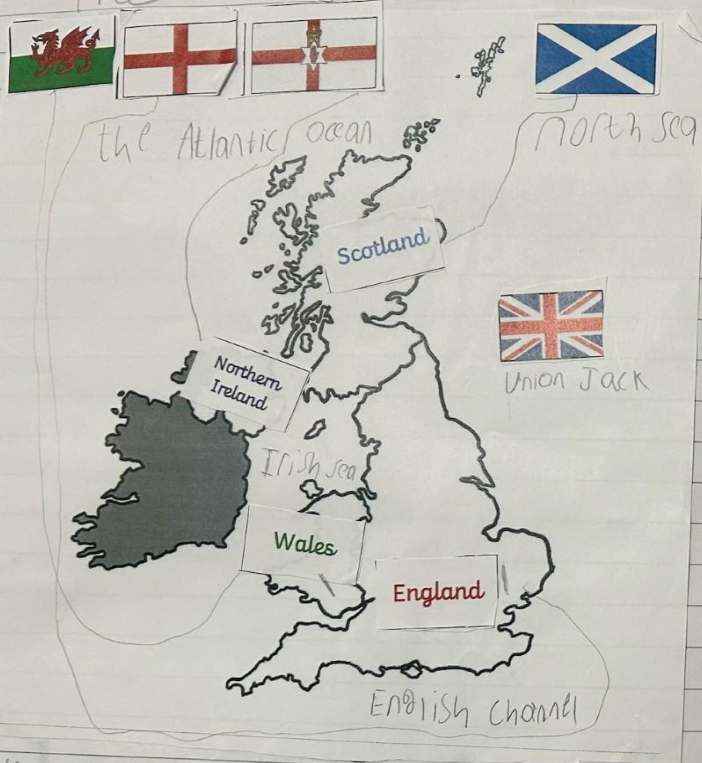 the Atlantic ocean
north sea
Scotland
Union Jack
Northern
Ireland
Irish sea
Wales
England
English Channel